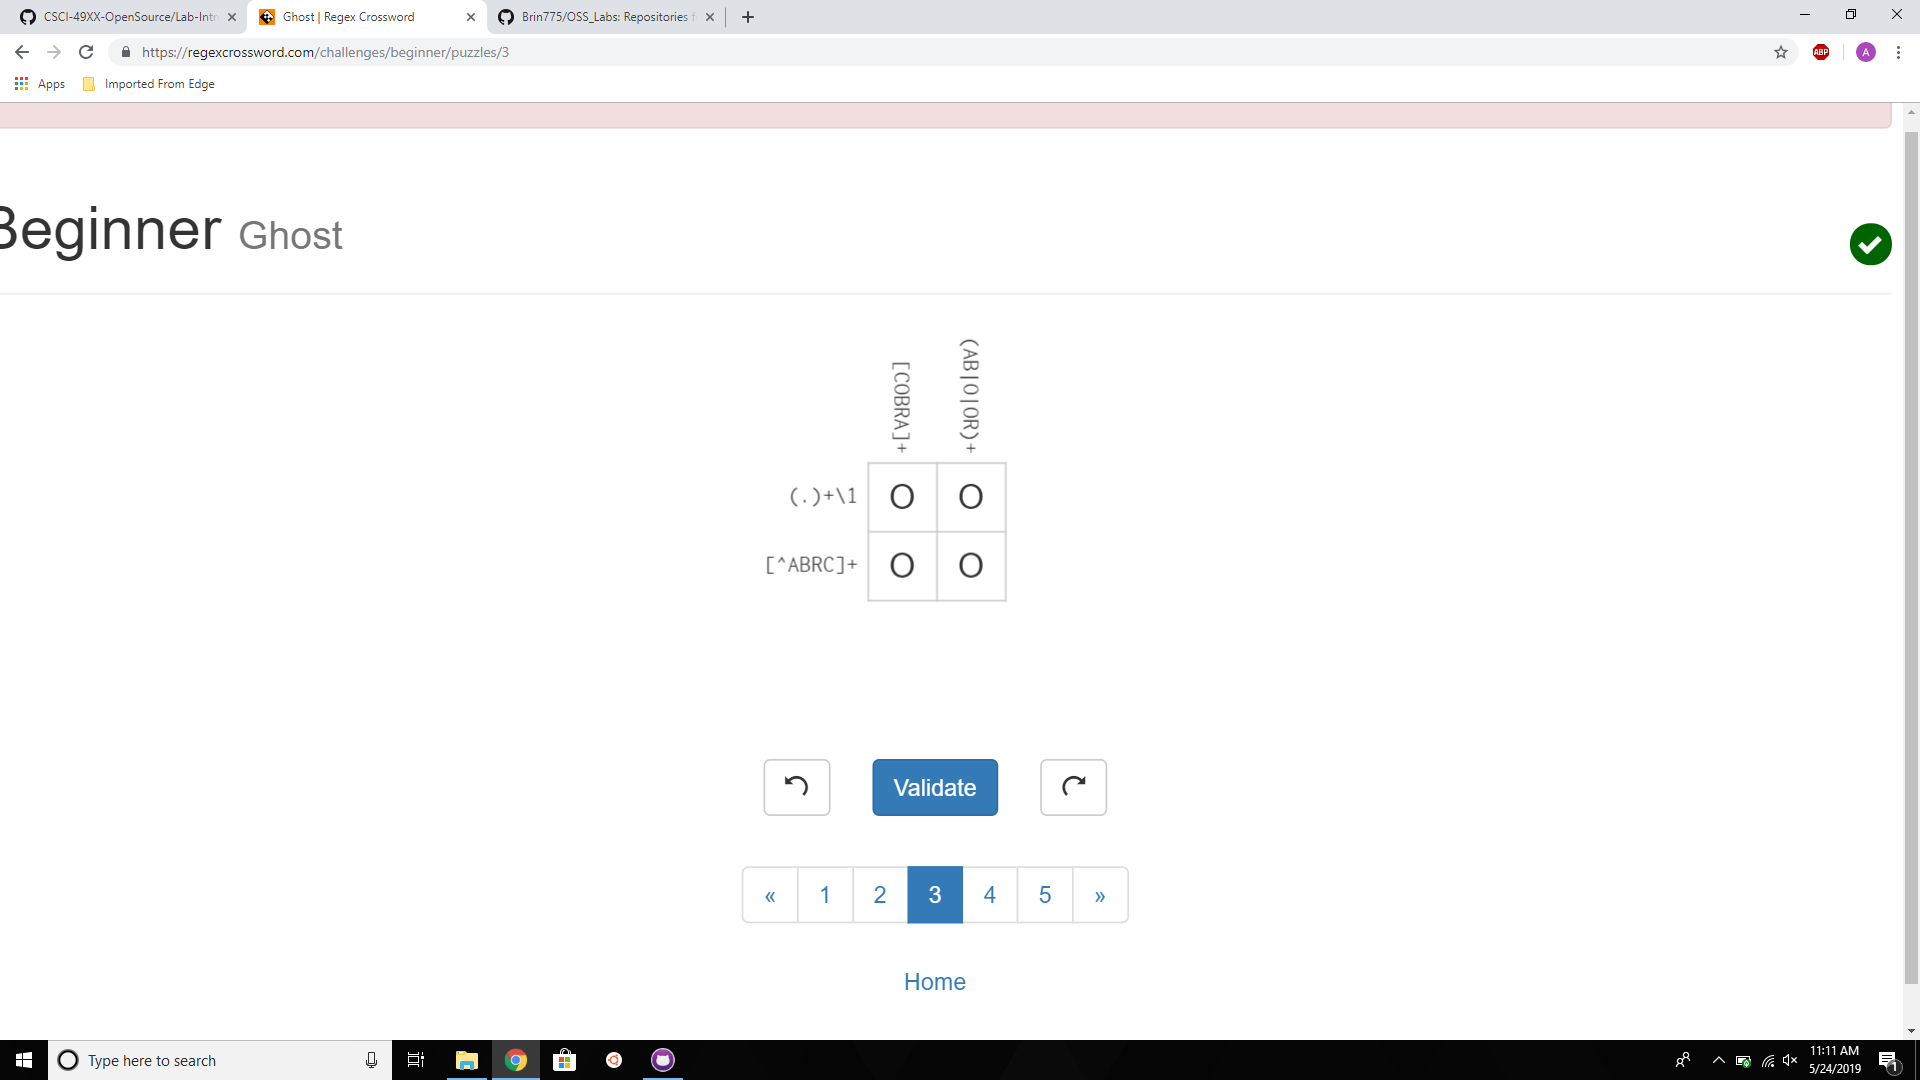 CSCI-49XX-OpenSource/Lab-Intr
Ghost | Regex Crossword
Brin775/OSS_Labs: Repositories f
https://regexcrossword.com/challenges/beginner/puzzles/3
ABP
A
Apps
Imported From Edge
Beginner Ghost
[COBRA]+
(AB|O|OR)+
(.)+\1 O O
[^ABRC]+ O O
Validate
« 1 2 3 4 5 »
Home
Type here to search
11:11 AM
5/24/2019
1